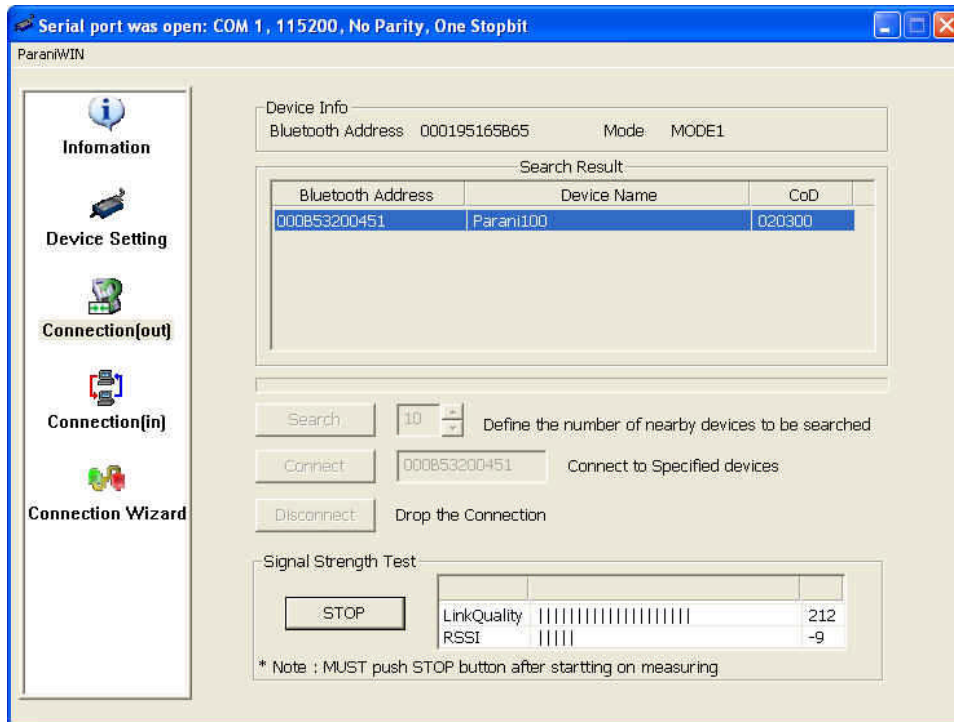 Serial port was open: COM 1, 115200, No Parity, One Stopbit
ParaniWIN
Infomation
Device Setting
Connection(out)
Connection(in)
Connection Wizard
Device Info
Bluetooth Address 000195165B65 Mode MODE1
Search Result
Bluetooth Address Device Name CoD
000B53200451 Parani100 020300
Search 10 Define the number of nearby devices to be searched
Connect 000B53200451 Connect to Specified devices
Disconnect Drop the Connection
Signal Strength Test
STOP
LinkQuality |||||||||||||||||||| 212
RSSI ||||| -9
* Note : MUST push STOP button after startting on measuring